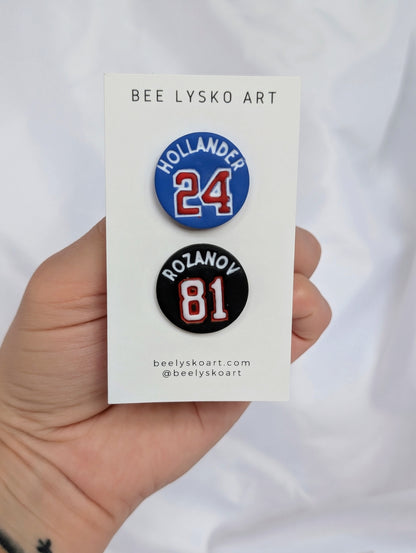 BEE LYSKO ART
HOLLANDER
24
ROZANOV
81
beelyskoart.com
@beelyskoart